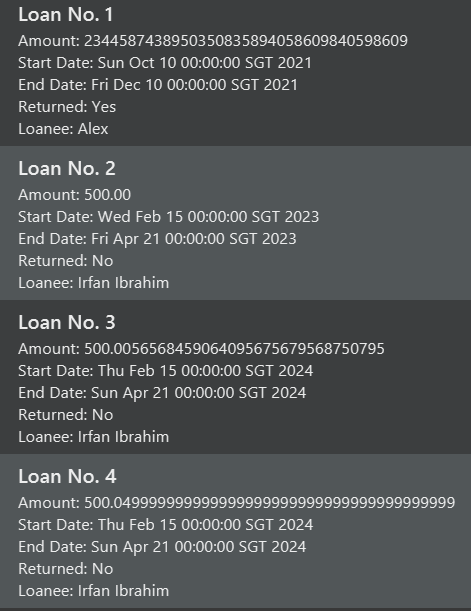 Loan No. 1
Amount: 2344587438950350835894058609840598609
Start Date: Sun Oct 10 00:00:00 SGT 2021
End Date: Fri Dec 10 00:00:00 SGT 2021
Returned: Yes
Loanee: Alex
Loan No. 2
Amount: 500.00
Start Date: Wed Feb 15 00:00:00 SGT 2023
End Date: Fri Apr 21 00:00:00 SGT 2023
Returned: No
Loanee: Irfan Ibrahim
Loan No. 3
Amount: 500.0056568459064095675679568750795
Start Date: Thu Feb 15 00:00:00 SGT 2024
End Date: Sun Apr 21 00:00:00 SGT 2024
Returned: No
Loanee: Irfan Ibrahim
Loan No. 4
Amount: 500.0499999999999999999999999999999999999999
Start Date: Thu Feb 15 00:00:00 SGT 2024
End Date: Sun Apr 21 00:00:00 SGT 2024
Returned: No
Loanee: Irfan Ibrahim